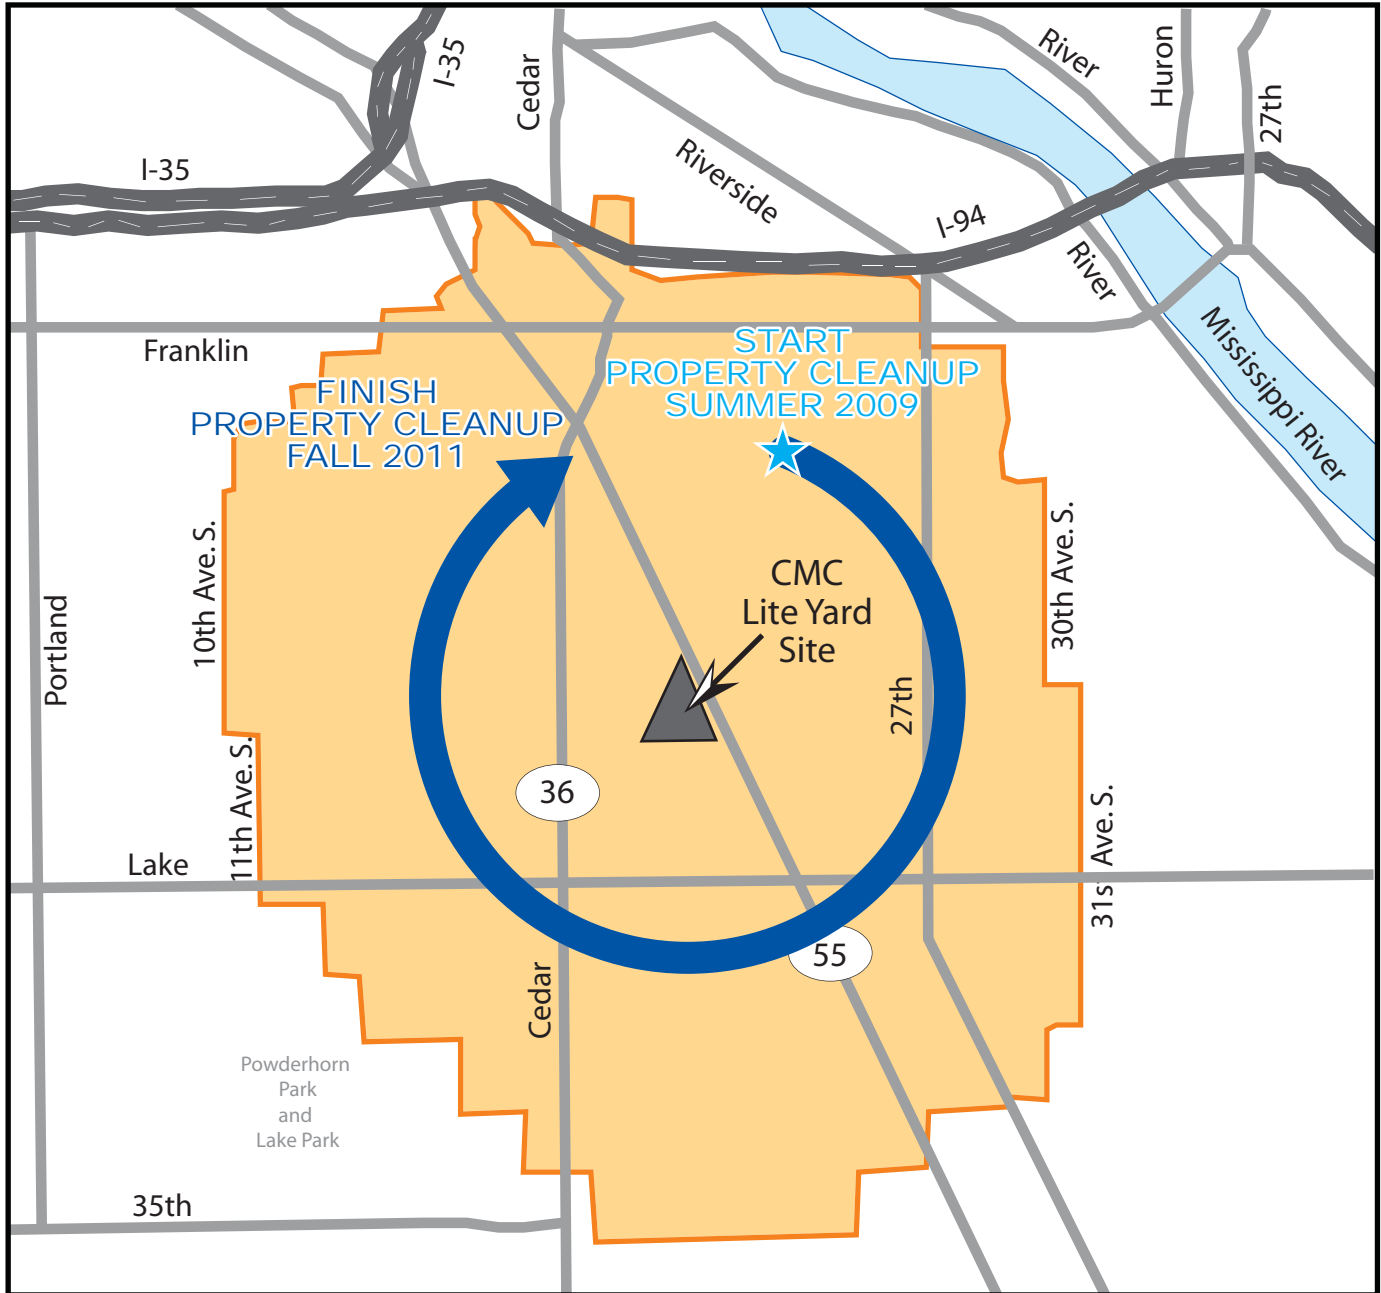 I-35
Cedar
River
Huron
27th
I-35
Riverside
I-94
River
Franklin
START
PROPERTY CLEANUP
SUMMER 2009
Mississippi River
FINISH
PROPERTY CLEANUP
FALL 2011
10th Ave. S.
30th Ave. S.
CMC
Lite Yard
Site
Portland
27th
36
11th Ave. S.
31st Ave. S.
Lake
55
Cedar
Powderhorn
Park
and
Lake Park
35th